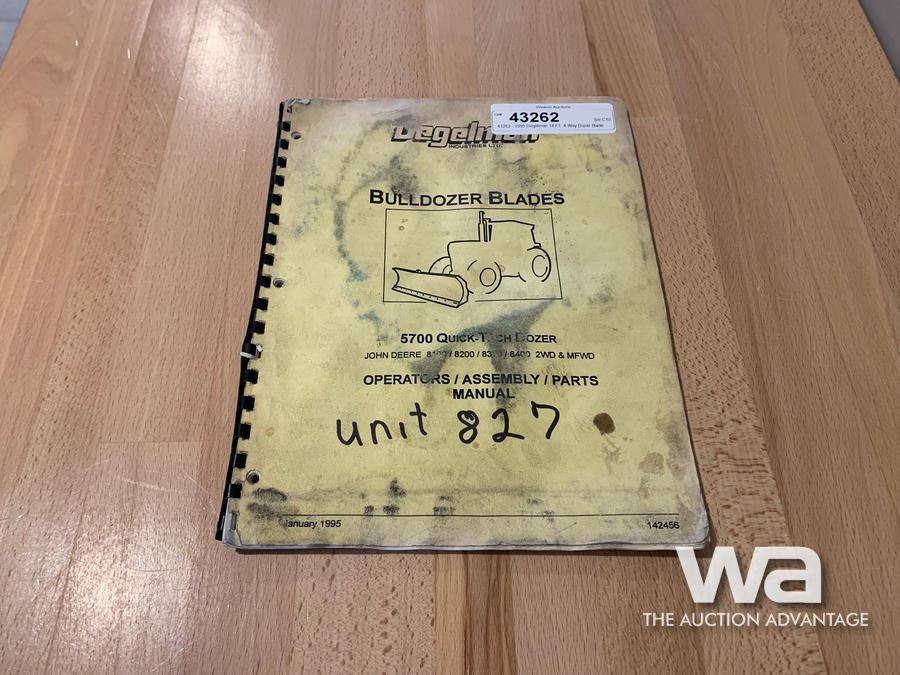 Weaver Auctions
Lot# 43262 S/n C10
43262 - 1995 Degelman 14 FT. 4 Way Dozer Blade
Degelman
INDUSTRIES LTD.
BULLDOZER BLADES
5700 QUICK-TACH DOZER
JOHN DEERE 8100 / 8200 / 8300 / 8400 2WD & MFWD
OPERATORS / ASSEMBLY / PARTS
MANUAL
unit 827
January 1995 142456
wa
THE AUCTION ADVANTAGE